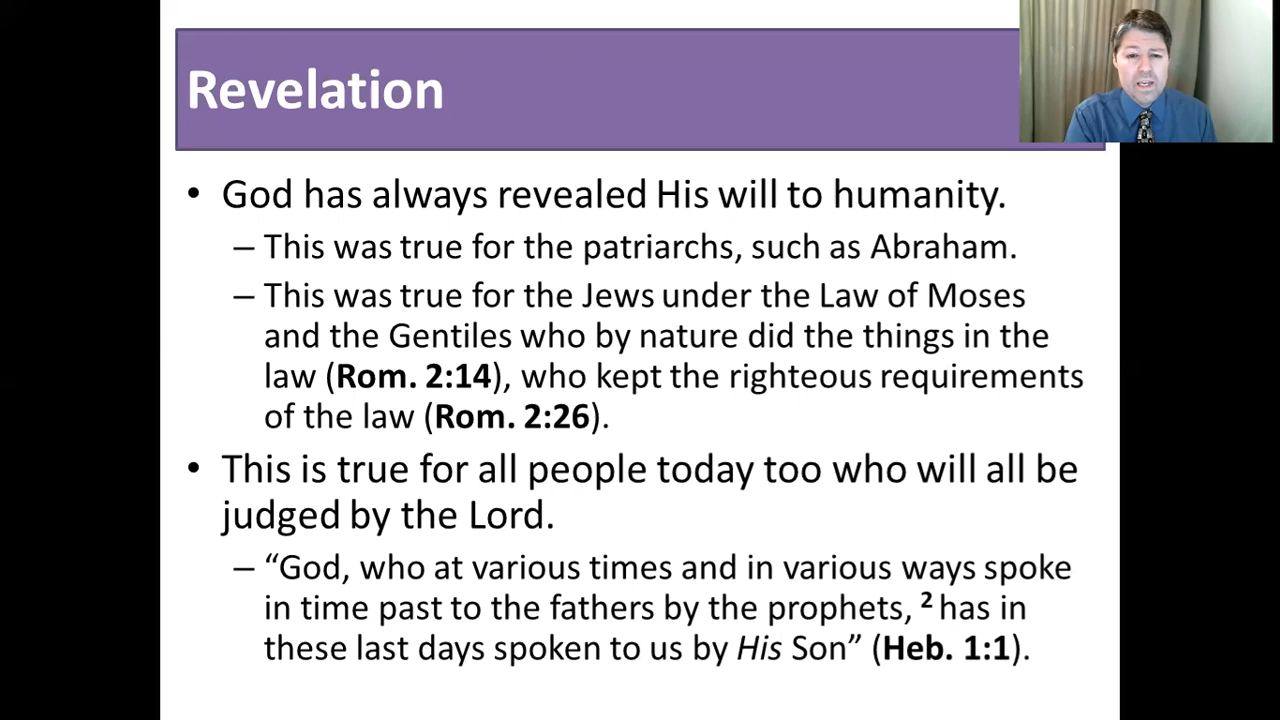 Revelation
• God has always revealed His will to humanity.
– This was true for the patriarchs, such as Abraham.
– This was true for the Jews under the Law of Moses
and the Gentiles who by nature did the things in the
law (Rom. 2:14), who kept the righteous requirements
of the law (Rom. 2:26).
• This is true for all people today too who will all be
judged by the Lord.
– “God, who at various times and in various ways spoke
in time past to the fathers by the prophets, ² has in
these last days spoken to us by His Son” (Heb. 1:1).